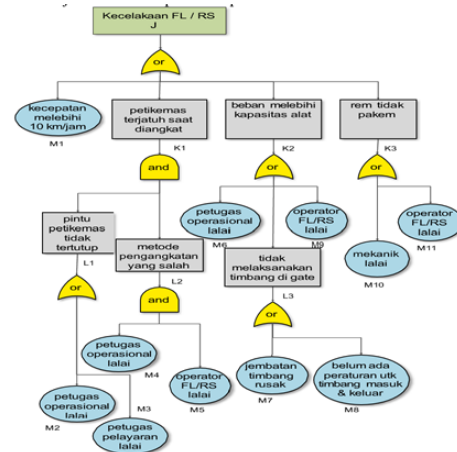 Kecelakaan FL / RS
J
or
kecepatan
melebihi
10 km/jam
M1
petikemas
terjatuh saat
diangkat
K1
beban melebihi
kapasitas alat
K2
rem tidak
pakem
K3
and
or
or
pintu
petikemas
tidak
tertutup
L1
metode
pengangkatan
yang salah
L2
petugas
operasional
lalai
M6
operator
FL/RS
lalai
M9
tidak
melaksanakan
timbang di gate
L3
mekanik
lalai
M10
operator
FL/RS
lalai
M11
or
and
or
petugas
operasional
lalai
M4
operator
FL/RS
lalai
M5
jembatan
timbang
rusak
M7
belum ada
peraturan utk
timbang masuk
& keluar
M8
petugas
operasional
lalai
M2
M3
petugas
pelayaran
lalai